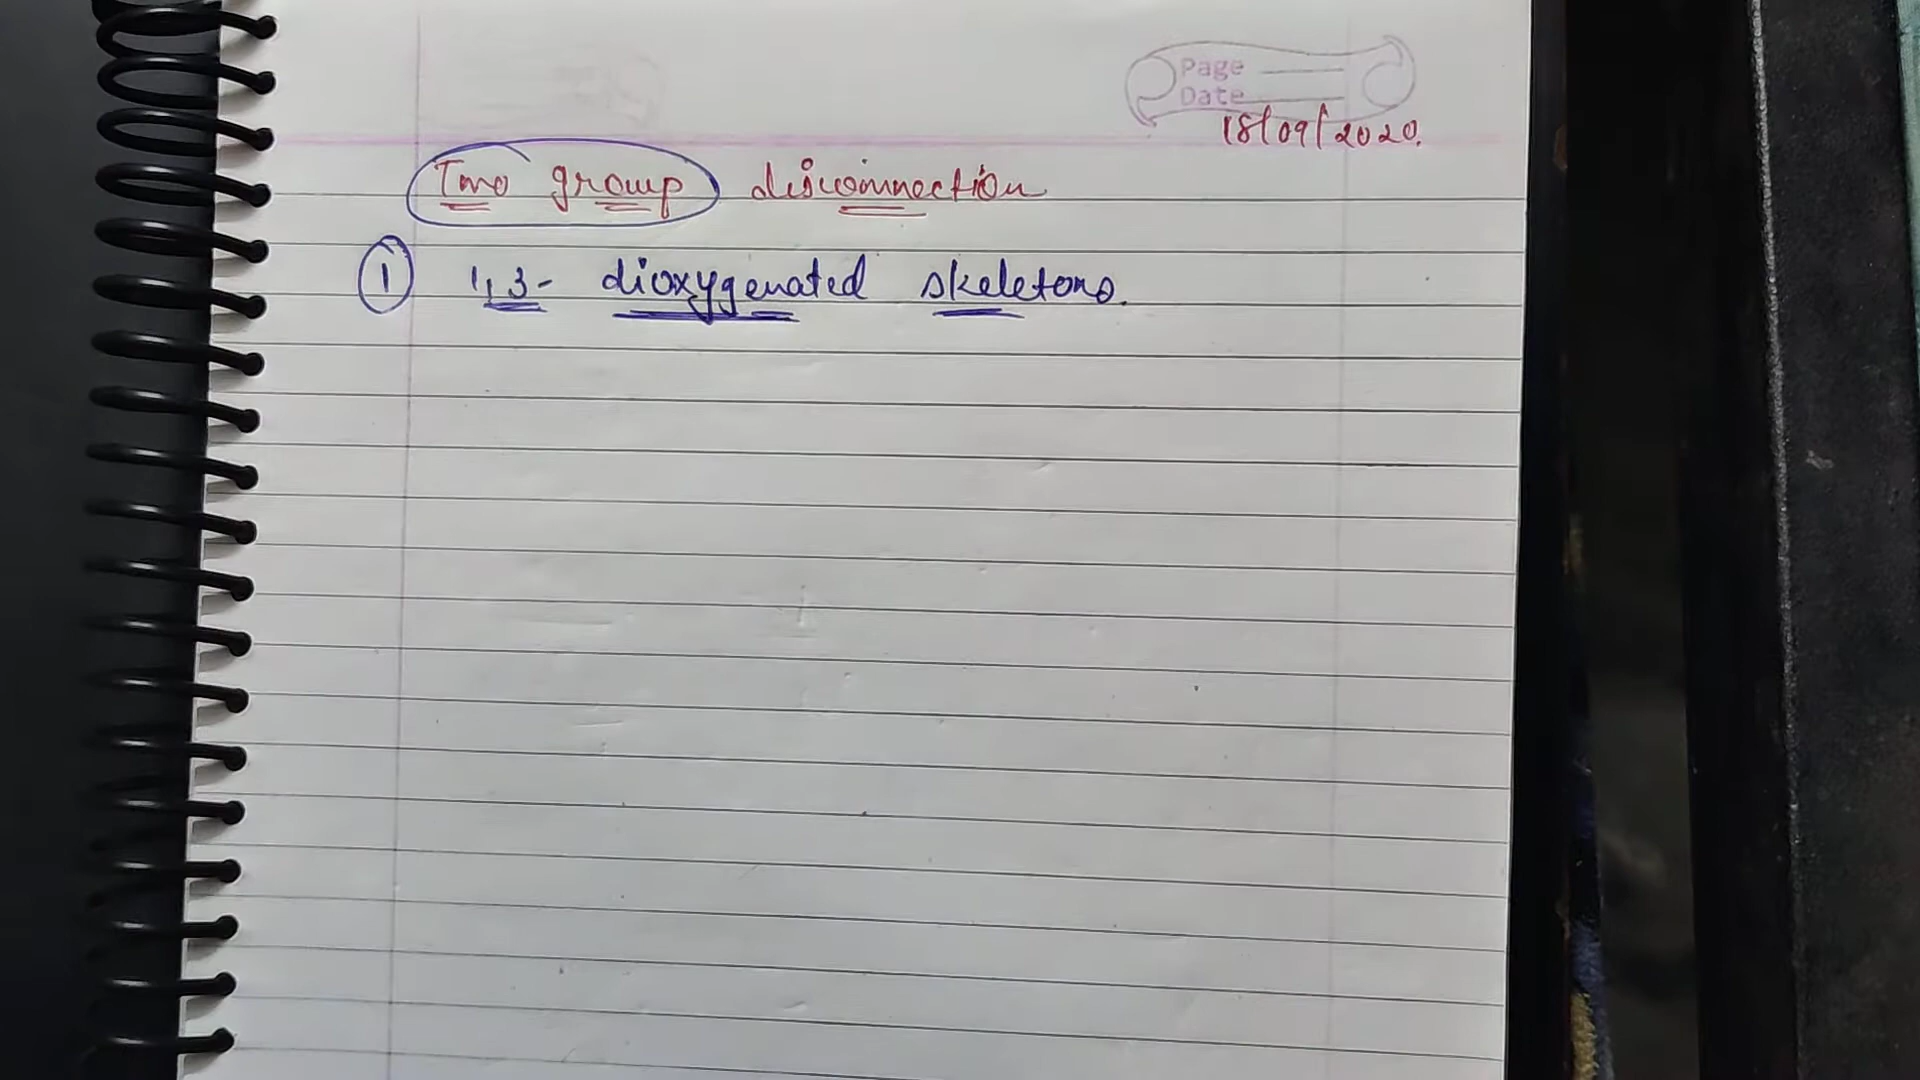 Page
Date
18/09/2020.
Two group disconnection
1 1,3- dioxygenated skeletons.